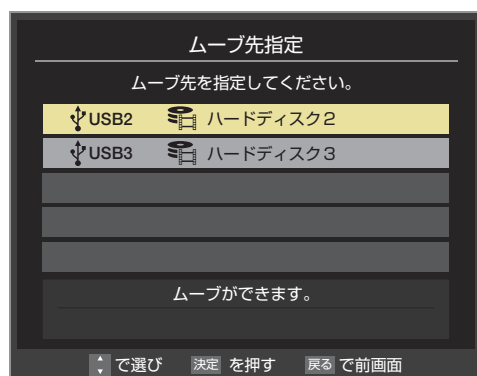 ムーブ先指定
ムーブ先を指定してください。
USB2 ハードディスク2
USB3 ハードディスク3
ムーブができます。
で選び 決定 を押す 戻る で前画面